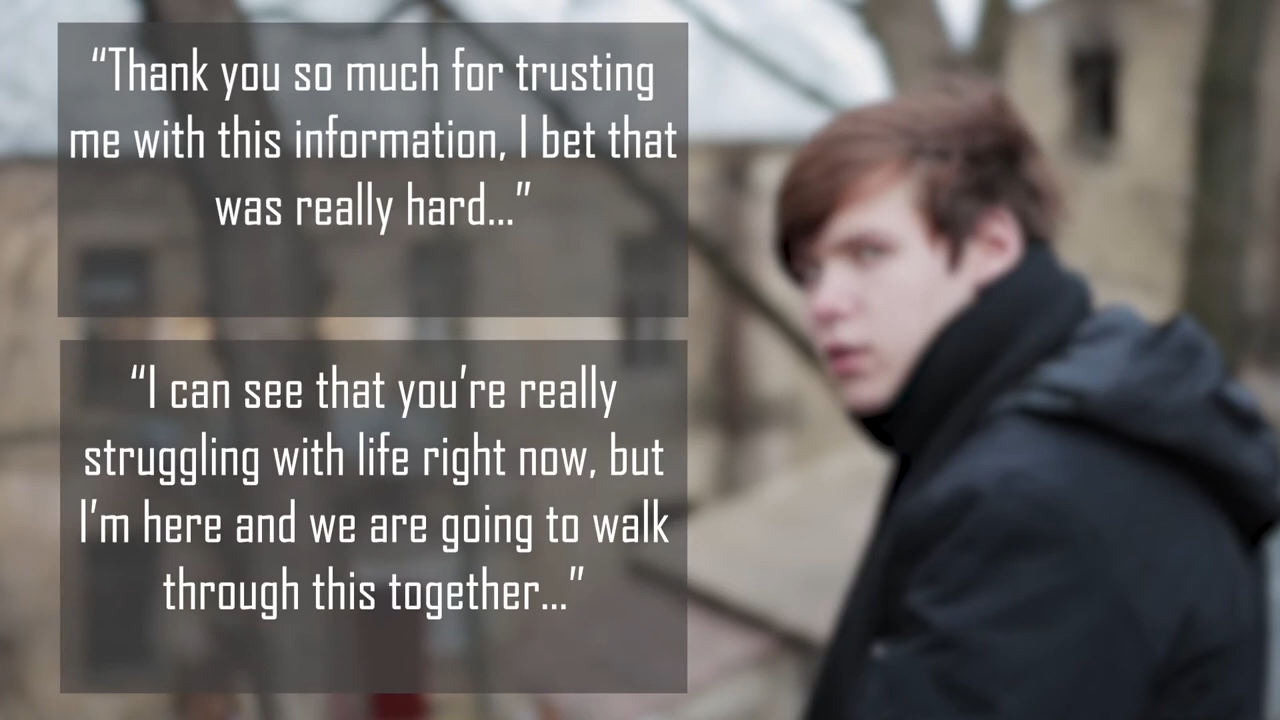 “Thank you so much for trusting
me with this information, I bet that
was really hard...”
“I can see that you’re really
struggling with life right now, but
I’m here and we are going to walk
through this together...”